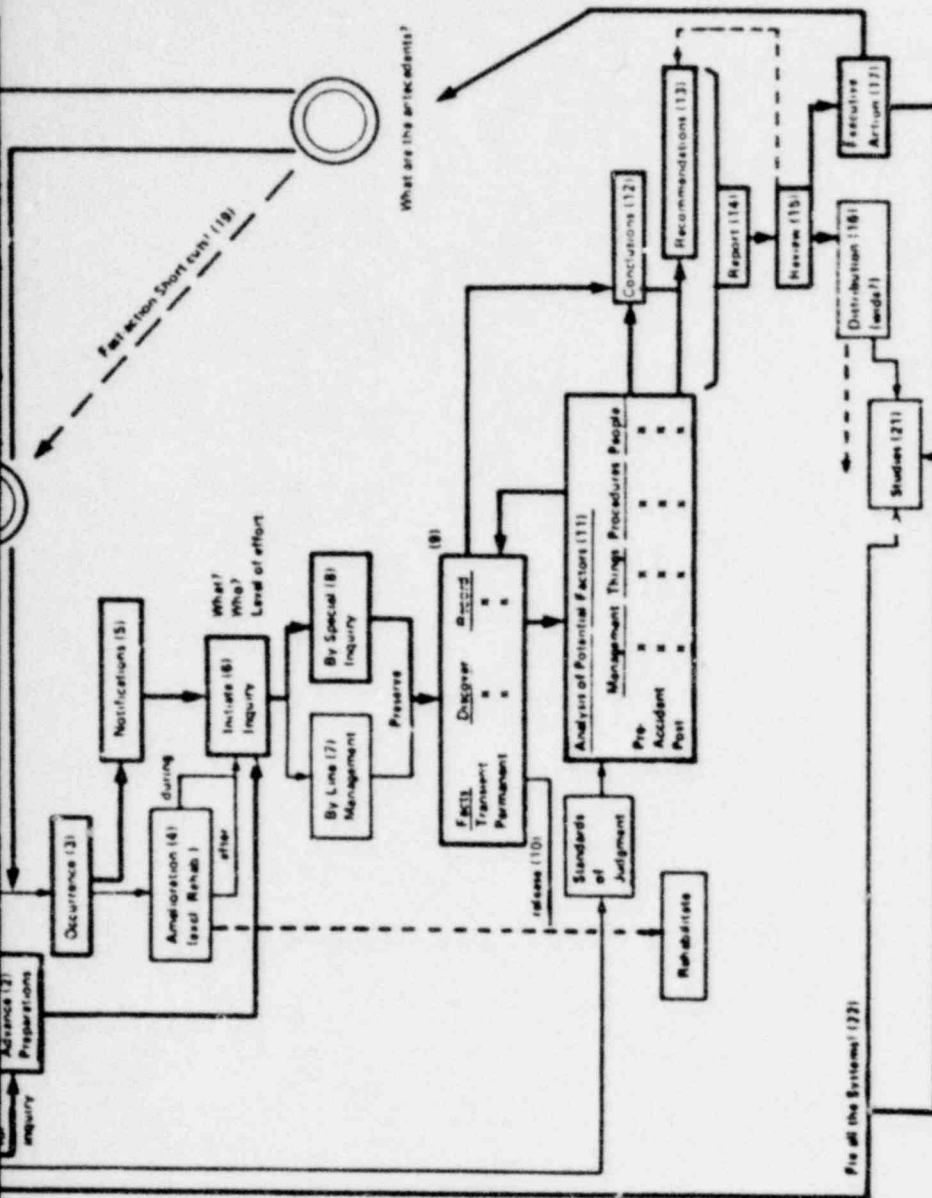 inquiry
Advance (2)
Preparations
Occurrence (3)
Notifications (5)
Amelioration (4)
(excl Rehab.)
during
after
Initiate (6)
Inquiry
What?
Who?
Level of effort
By Line (7)
Management
By Special (8)
Inquiry
Preserve
(9)
Facts Discover Record
Transient x x
Permanent x x
release (10)
Standards
of
Judgment
Rehabilitate
Analysis of Potential Factors (11)
Management Things Procedures People
Pre- x x x x
Accident x x x x
Post x x x x
Conclusions (12)
Recommendations (13)
Report (14)
Review (15)
Distribution (16)
(wide?)
Executive
Action (17)
Fast action Short cuts! (19)
What are the antecedents?
Studies (21)
Fix all the Systems! (22)